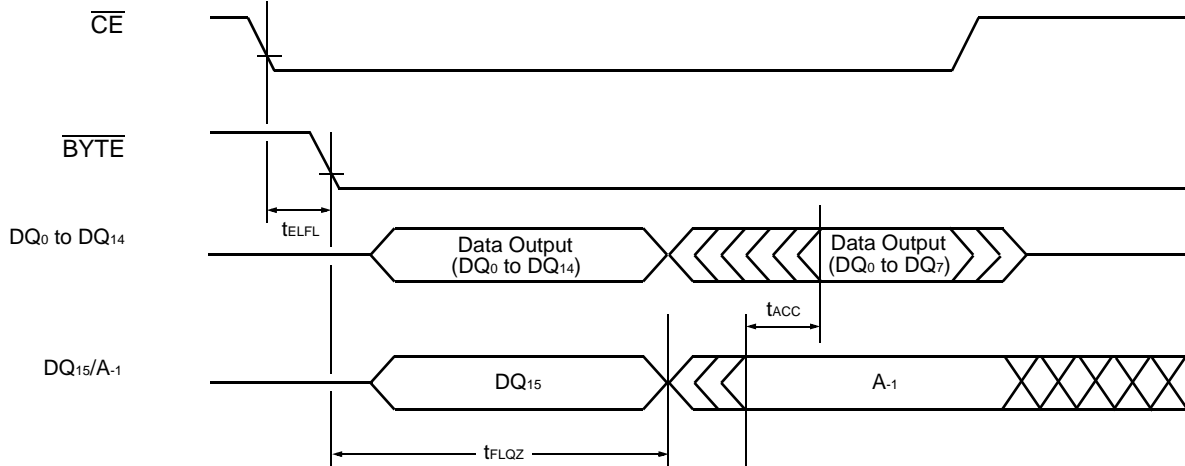 CE
BYTE
tELFL
DQ0 to DQ14
Data Output
(DQ0 to DQ14)
Data Output
(DQ0 to DQ7)
tACC
DQ15/A-1
DQ15
A-1
tFLQZ